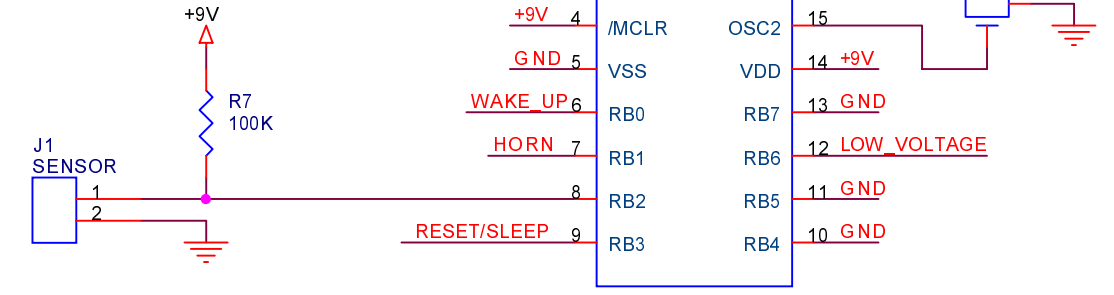 +9V
R7
100K
J1
SENSOR
1
2
+9V 4 /MCLR OSC2 15
GND 5 VSS VDD 14 +9V
WAKE_UP 6 RB0 RB7 13 GND
HORN 7 RB1 RB6 12 LOW_VOLTAGE
8 RB2 RB5 11 GND
RESET/SLEEP 9 RB3 RB4 10 GND